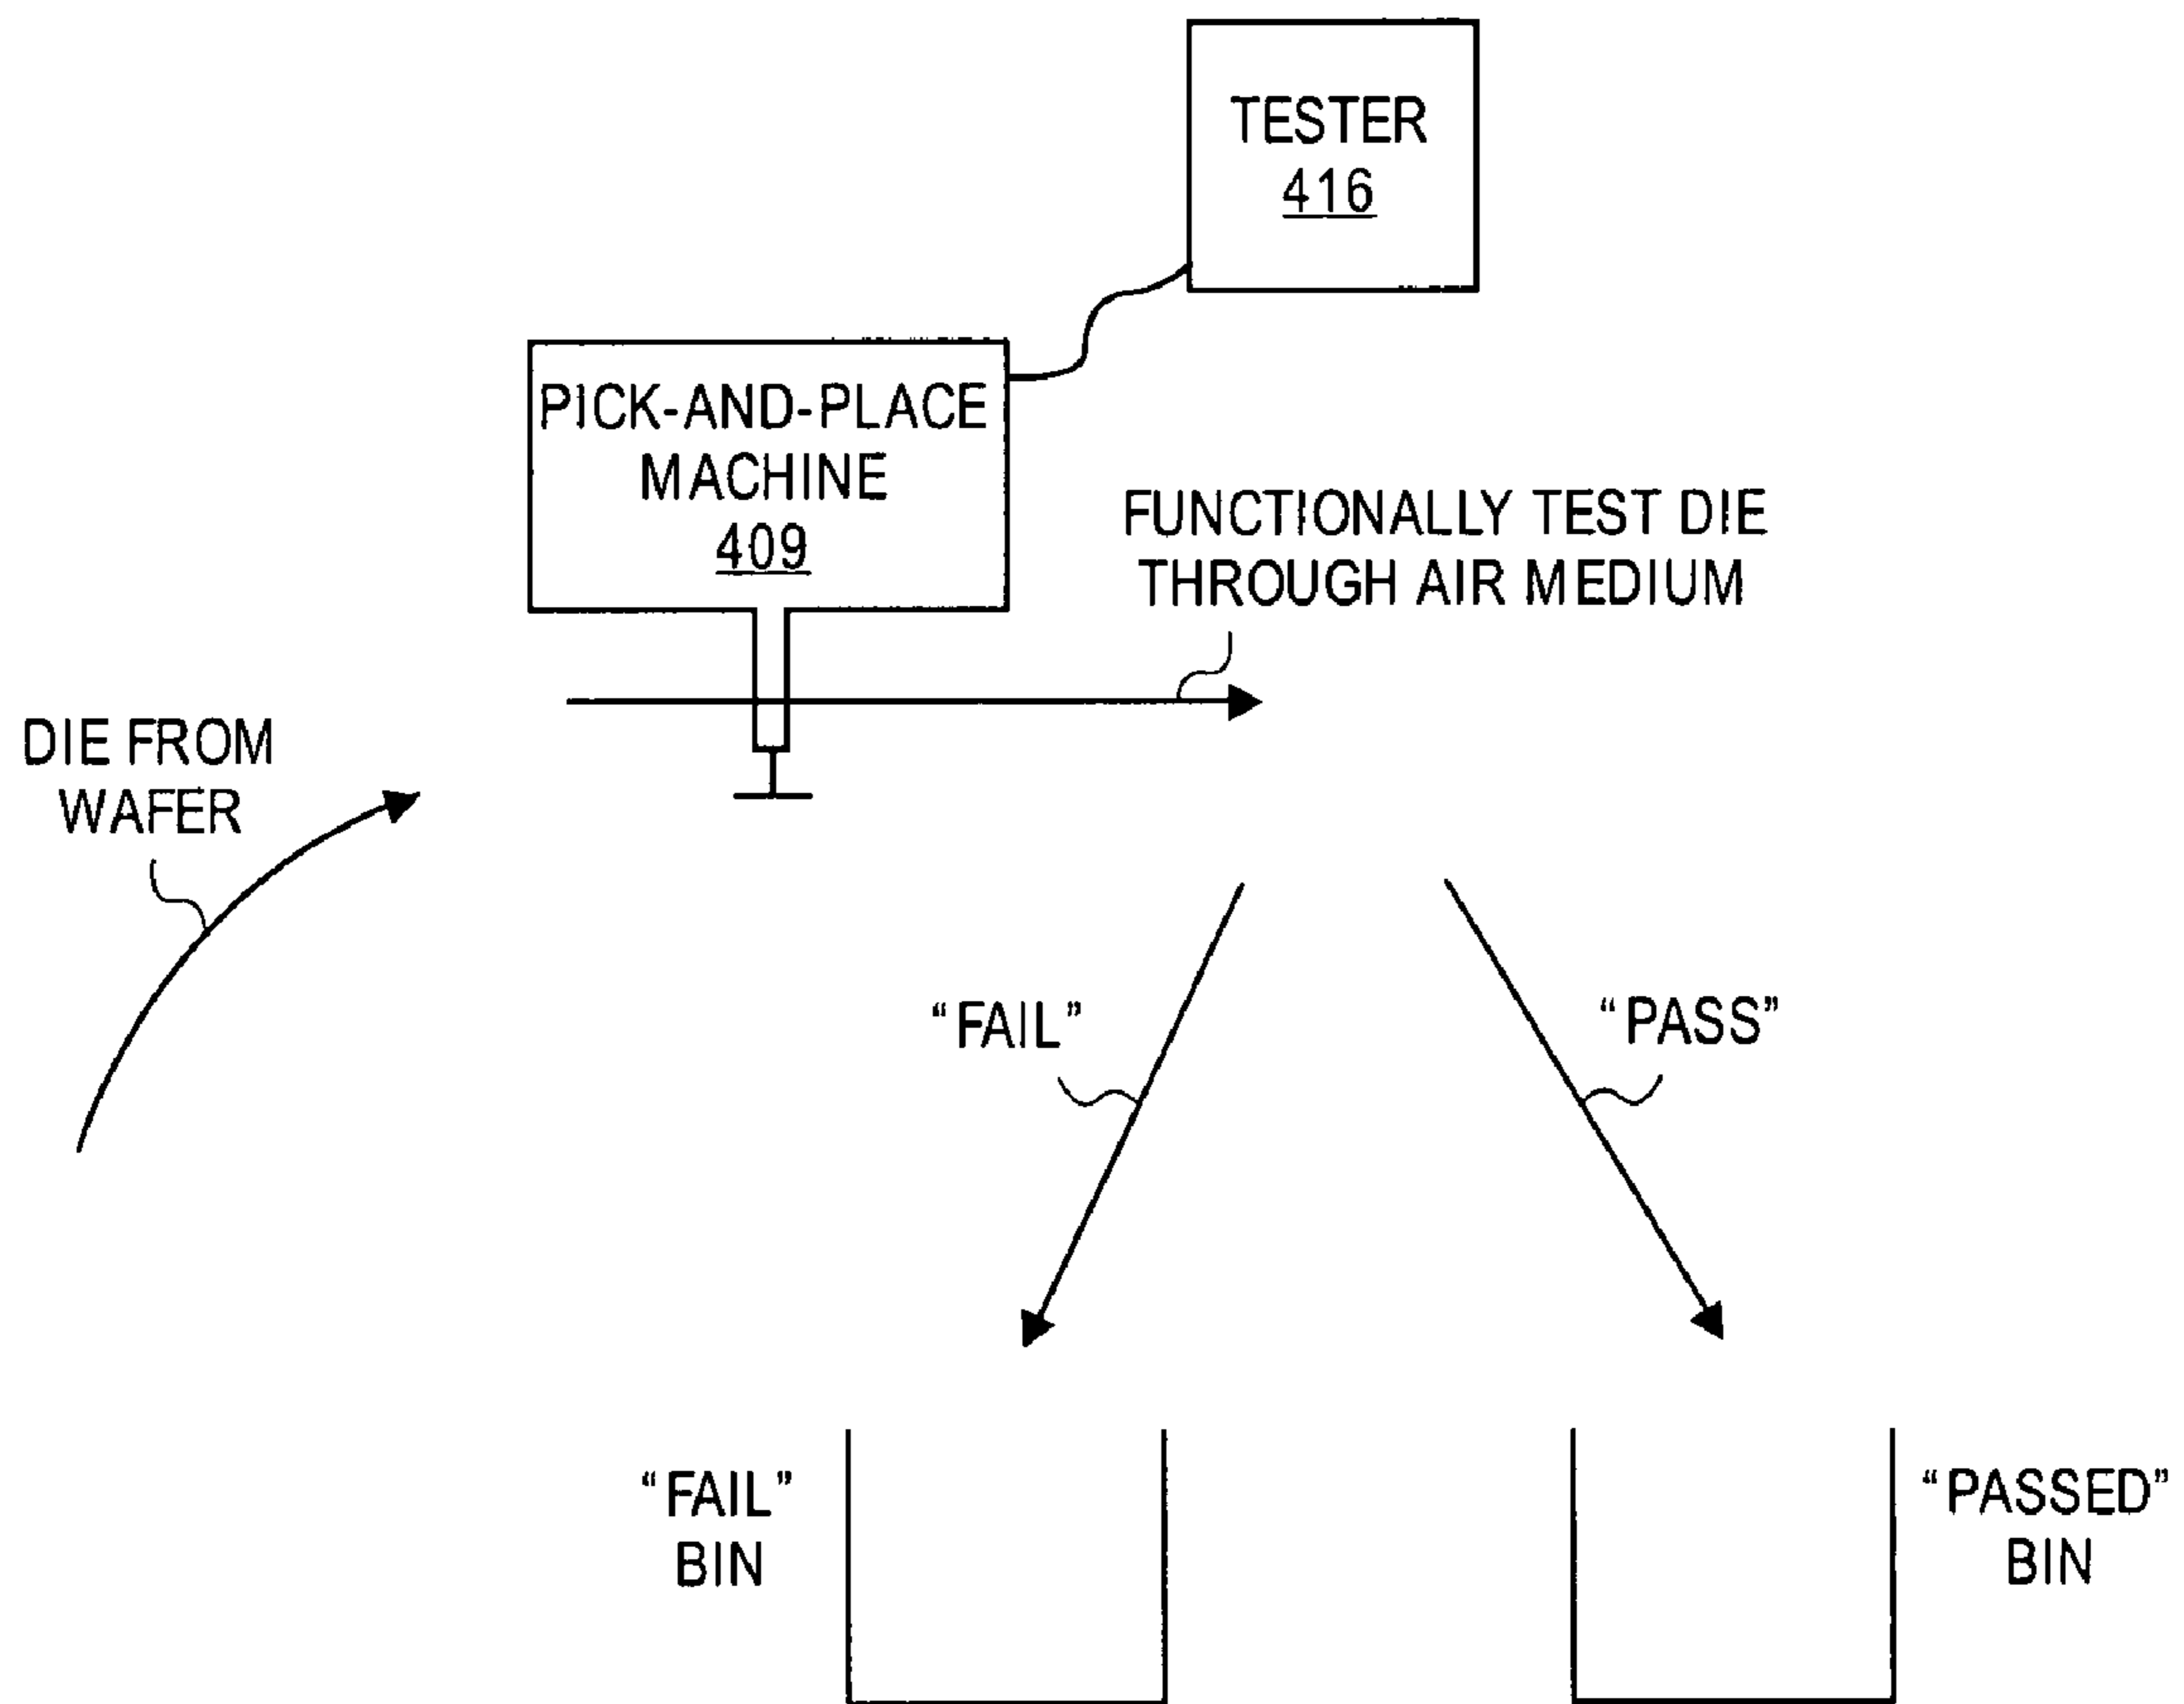 TESTER
416
PICK-AND-PLACE
MACHINE
409
FUNCTIONALLY TEST DIE
THROUGH AIR MEDIUM
DIE FROM
WAFER
“FAIL”
“PASS”
“FAIL”
BIN
“PASSED”
BIN